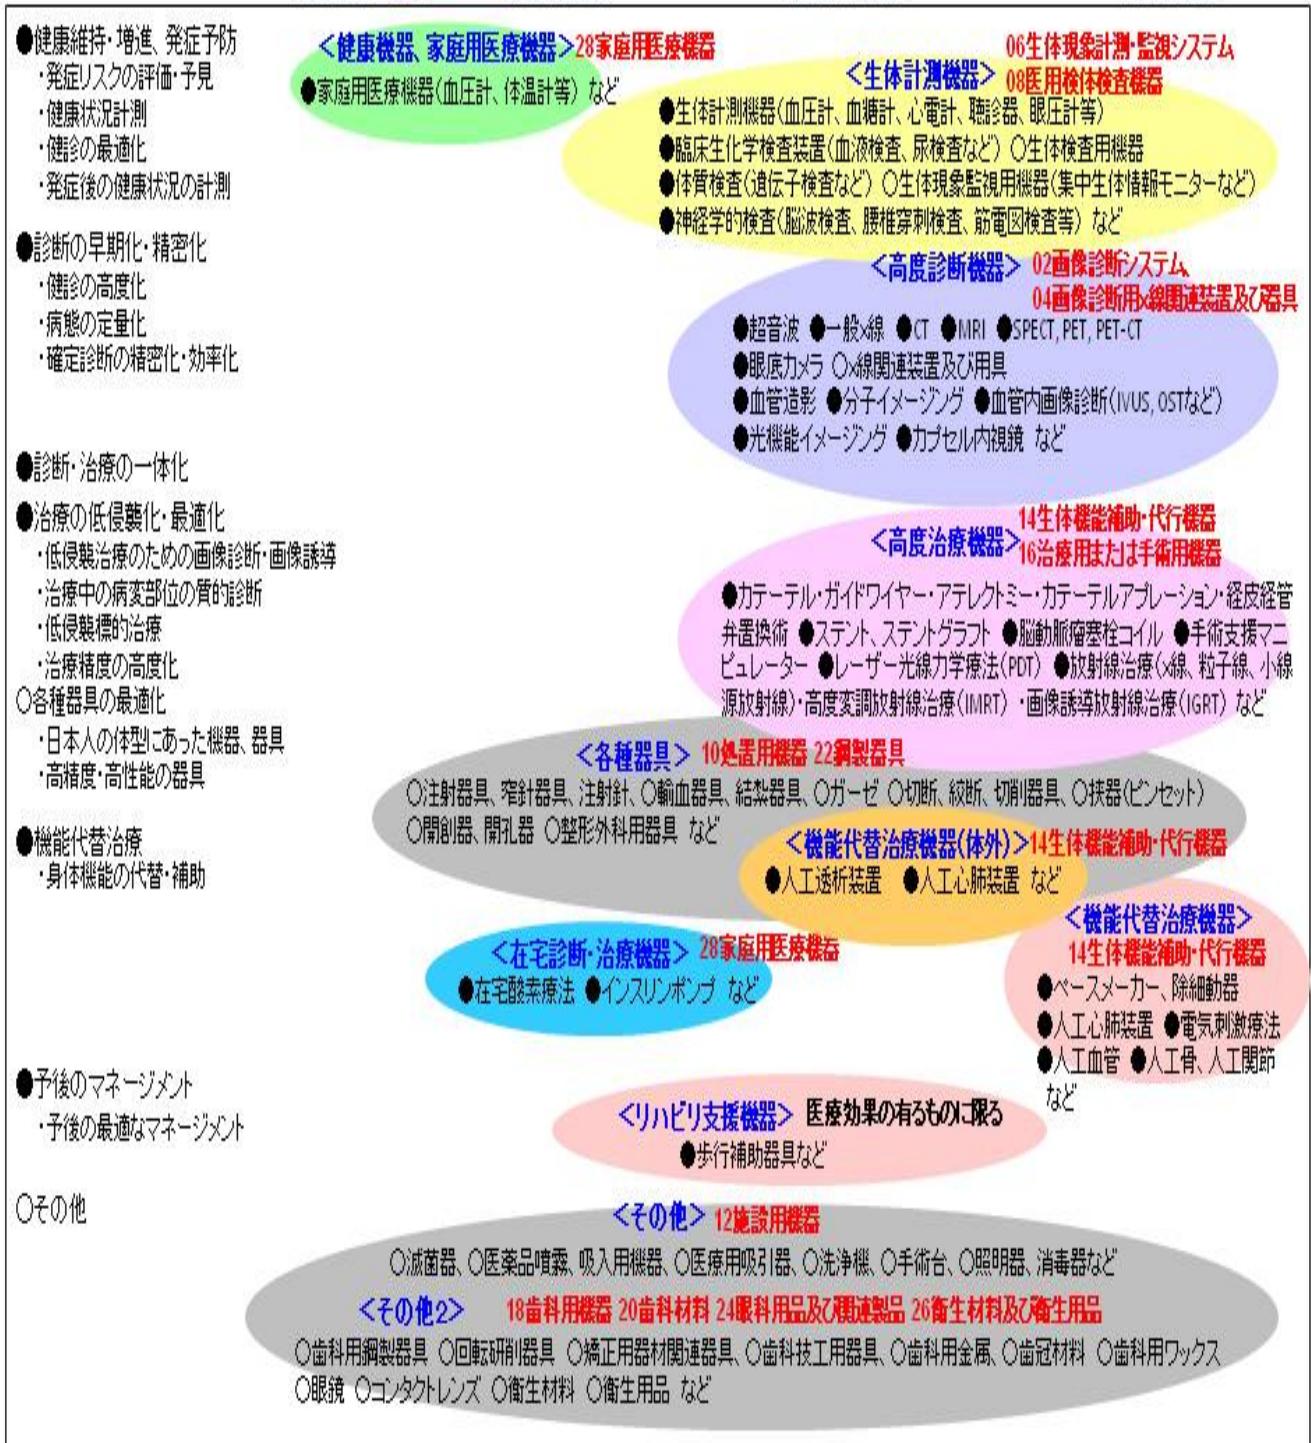 ●健康維持・増進、発症予防
・発症リスクの評価・予見
・健康状況計測
・健診の最適化
・発症後の健康状況の計測
<健康機器、家庭用医療機器>28家庭用医療機器
●家庭用医療機器(血圧計、体温計等) など
06生体現象計測・監視システム
<生体計測機器>
08医用検体検査機器
●生体計測機器(血圧計、血糖計、心電計、聴診器、眼圧計等)
●臨床生化学検査装置(血液検査、尿検査など) ○生体検査用機器
●体質検査(遺伝子検査など) ○生体現象監視用機器(集中生体情報モニターなど)
●神経学的検査(脳波検査、腰椎穿刺検査、筋電図検査等) など
●診断の早期化・精密化
・健診の高度化
・病態の定量化
・確定診断の精密化・効率化
<高度診断機器> 02画像診断システム
04画像診断用x線関連装置及び器具
●超音波 ●一般x線 ●CT ●MRI ●SPECT, PET, PET-CT
●眼底カメラ ○x線関連装置及び用具
●血管造影 ●分子イメージング ●血管内画像診断(IVUS, OSTなど)
●光機能イメージング ●カプセル内視鏡 など
●診断・治療の一体化
●治療の低侵襲化・最適化
・低侵襲治療のための画像診断・画像誘導
・治療中の病変部位の質的診断
・低侵襲標的治療
・治療精度の高度化
14生体機能補助・代行機器
<高度治療機器>
16治療用または手術用機器
●カテーテル・ガイドワイヤー・アテレクトミー・カテーテルアブレーション・経皮経管
弁置換術 ●ステント、ステントグラフト ●脳動脈瘤塞栓コイル ●手術支援マニ
ピュレーター ●レーザー光線力学療法(PDT) ●放射線治療(x線、粒子線、小線
源放射線)・高度変調放射線治療(IMRT) ・画像誘導放射線治療(IGRT) など
○各種器具の最適化
・日本人の体型にあった機器、器具
・高精度・高性能の器具
<各種器具> 10処置用機器 22鋼製器具
○注射器具、穿針器具、注射針、○輸血器具、結紮器具、○ガーゼ ○切断、絞断、切削器具、○挟器(ピンセット)
○開創器、開孔器 ○整形外科用器具 など
●機能代替治療
・身体機能の代替・補助
<機能代替治療機器(体外)>14生体機能補助・代行機器
●人工透析装置 ●人工心肺装置 など
<機能代替治療機器>
14生体機能補助・代行機器
●ペースメーカー、除細動器
●人工心肺装置 ●電気刺激療法
●人工血管 ●人工骨、人工関節
など
<在宅診断・治療機器> 28家庭用医療機器
●在宅酸素療法 ●インスリンポンプ など
●予後のマネージメント
・予後の最適なマネージメント
<リハビリ支援機器> 医療効果の有るものに限る
●歩行補助器具など
○その他
<その他> 12施設用機器
○滅菌器、○医薬品噴霧、吸入用機器、○医療用吸引器、○洗浄機、○手術台、○照明器、消毒器など
<その他2> 18歯科用機器 20歯科材料 24眼科用品及び関連製品 26衛生材料及び衛生用品
○歯科用鋼製器具 ○回転研削器具 ○矯正用器材関連器具、○歯科技工用器具、○歯科用金属、○歯冠材料 ○歯科用ワックス
○眼鏡 ○コンタクトレンズ ○衛生材料 ○衛生用品 など